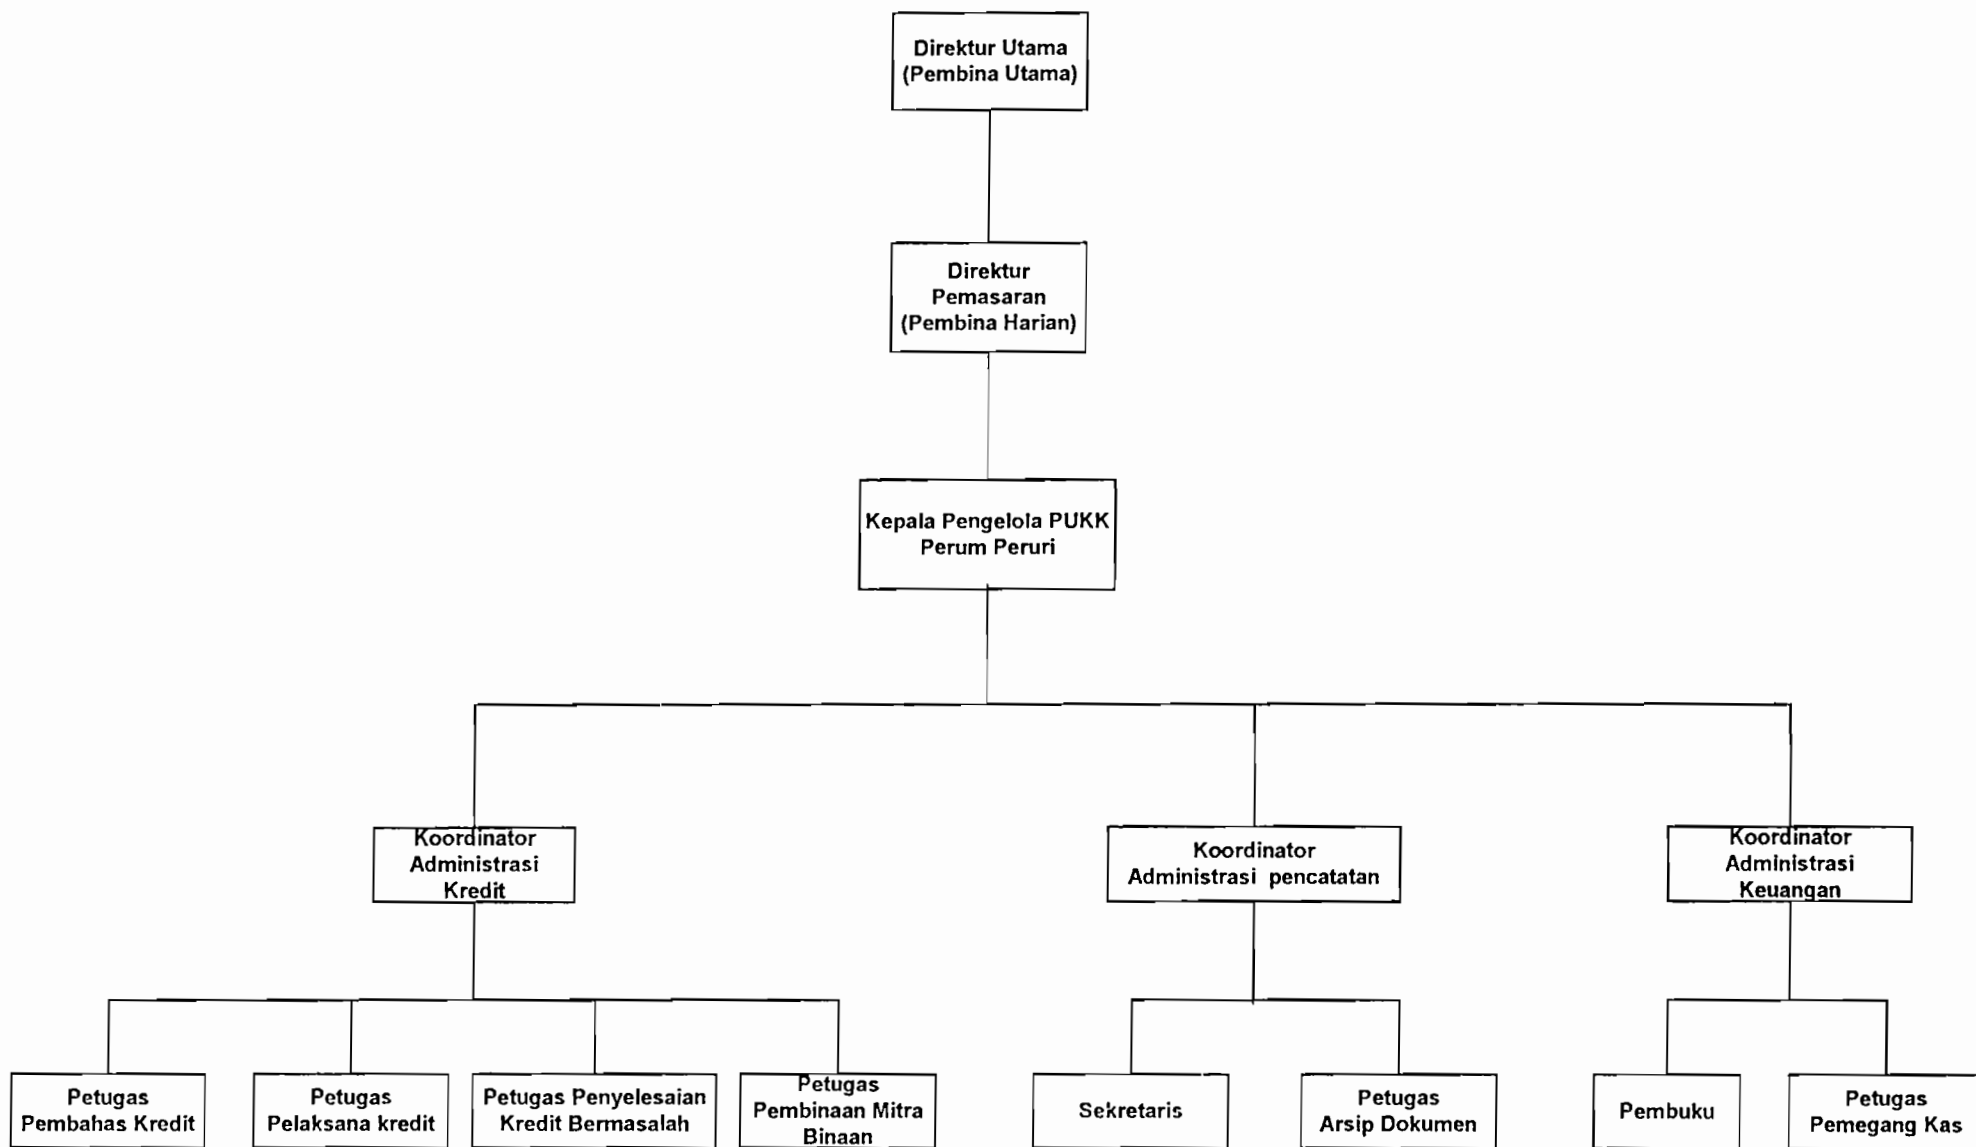 Direktur Utama
(Pembina Utama)
Direktur
Pemasaran
(Pembina Harian)
Kepala Pengelola PUKK
Perum Peruri
Koordinator
Administrasi
Kredit
Koordinator
Administrasi pencatatan
Koordinator
Administrasi
Keuangan
Petugas
Pembahas Kredit
Petugas
Pelaksana kredit
Petugas Penyelesaian
Kredit Bermasalah
Petugas
Pembinaan Mitra
Binaan
Sekretaris
Petugas
Arsip Dokumen
Pembuku
Petugas
Pemegang Kas